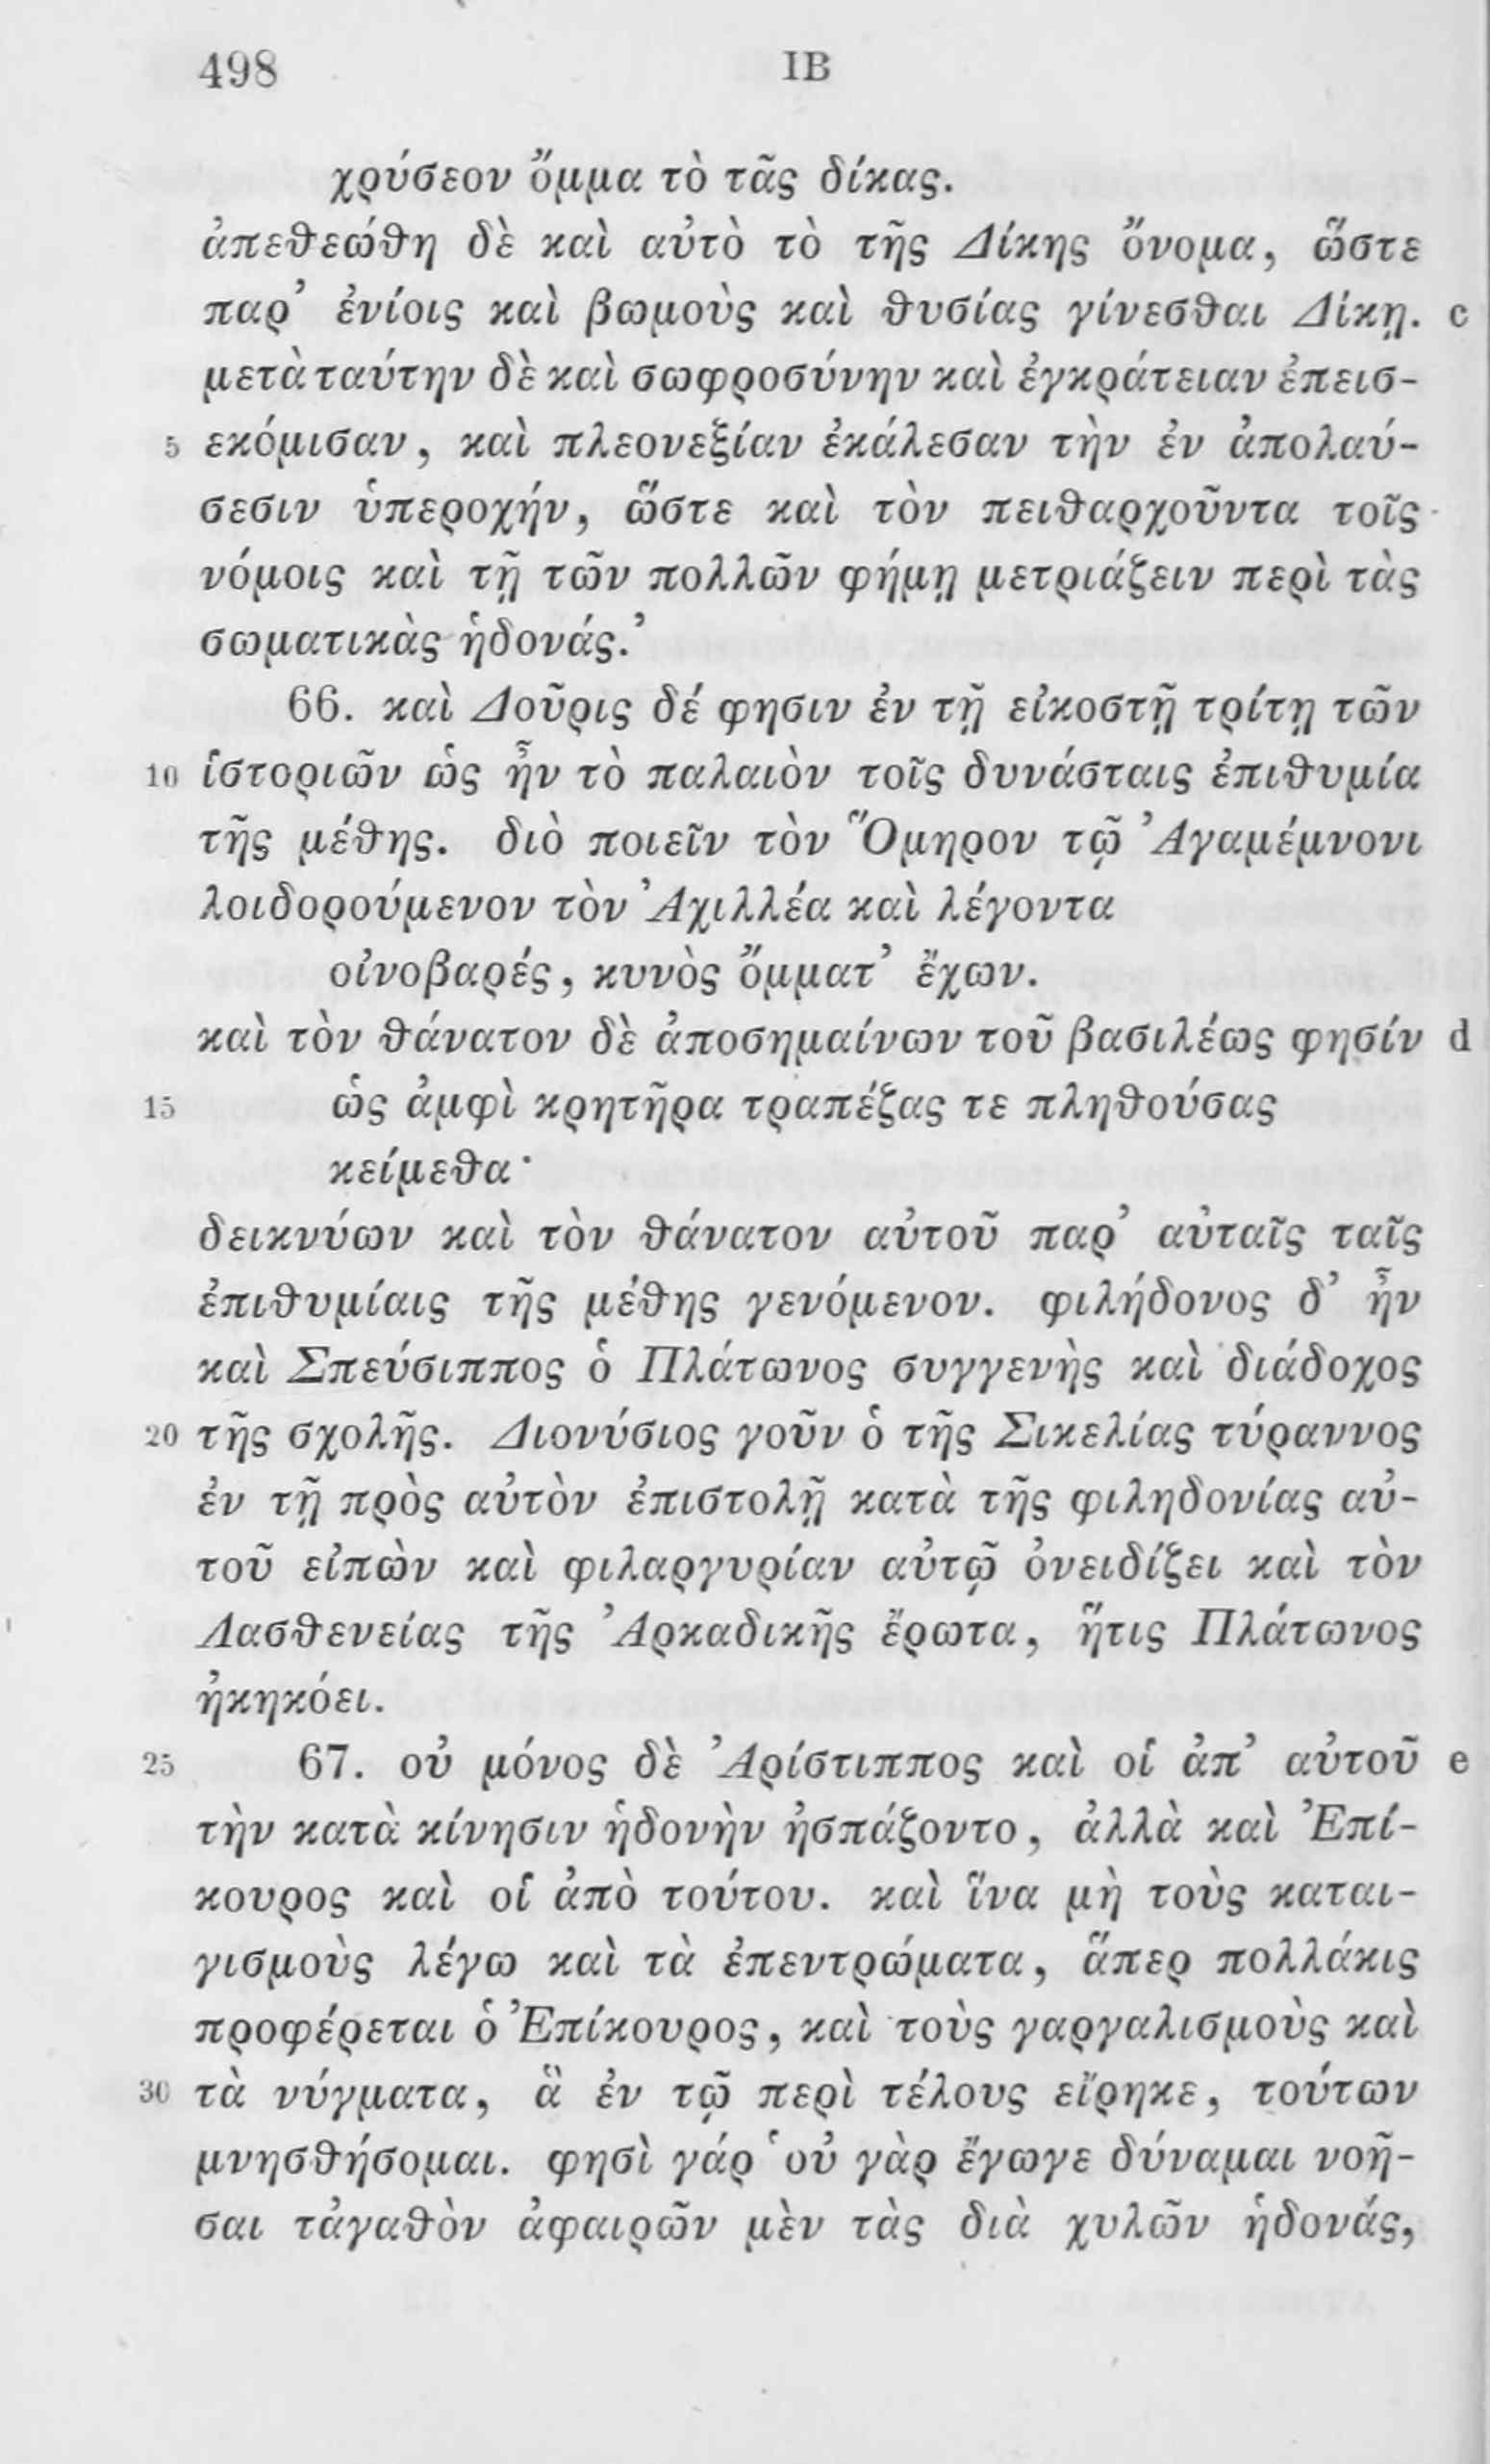 498 IB
χρύσεον ὄμμα τὸ τᾶς δίκας.
ἀπεθεώθη δὲ καὶ αὐτὸ τὸ τῆς Δίκης ὄνομα, ὥστε
παρ’ ἐνίοις καὶ βωμοὺς καὶ θυσίας γίνεσθαι Δίκῃ. c
μετὰ ταύτην δὲ καὶ σωφροσύνην καὶ ἐγκράτειαν ἐπεισ-
5 εκόμισαν, καὶ πλεονεξίαν ἐκάλεσαν τὴν ἐν ἀπολαύ-
σεσιν ὑπεροχήν, ὥστε καὶ τὸν πειθαρχοῦντα τοῖς
νόμοις καὶ τῇ τῶν πολλῶν φήμῃ μετριάζειν περὶ τὰς
σωματικὰς ἡδονάς.’
66. καὶ Δοῦρις δέ φησιν ἐν τῇ εἰκοστῇ τρίτῃ τῶν
10 ἱστοριῶν ὡς ἦν τὸ παλαιὸν τοῖς δυνάσταις ἐπιθυμία
τῆς μέθης. διὸ ποιεῖν τὸν Ὅμηρον τῷ Ἀγαμέμνονι
λοιδορούμενον τὸν Ἀχιλλέα καὶ λέγοντα
οἰνοβαρές, κυνὸς ὄμματ’ ἔχων.
καὶ τὸν θάνατον δὲ ἀποσημαίνων τοῦ βασιλέως φησίν d
15 ὡς ἀμφὶ κρητῆρα τραπέζας τε πληθούσας
κείμεθα·
δεικνύων καὶ τὸν θάνατον αὐτοῦ παρ’ αὐταῖς ταῖς
ἐπιθυμίαις τῆς μέθης γενόμενον. φιλήδονος δ’ ἦν
καὶ Σπεύσιππος ὁ Πλάτωνος συγγενὴς καὶ διάδοχος
20 τῆς σχολῆς. Διονύσιος γοῦν ὁ τῆς Σικελίας τύραννος
ἐν τῇ πρὸς αὐτὸν ἐπιστολῇ κατὰ τῆς φιληδονίας αὐ-
τοῦ εἰπὼν καὶ φιλαργυρίαν αὐτῷ ὀνειδίζει καὶ τὸν
Λασθενείας τῆς Ἀρκαδικῆς ἔρωτα, ἥτις Πλάτωνος
ἠκηκόει.
25 67. οὐ μόνος δὲ Ἀρίστιππος καὶ οἱ ἀπ’ αὐτοῦ e
τὴν κατὰ κίνησιν ἡδονὴν ἠσπάζοντο, ἀλλὰ καὶ Ἐπί-
κουρος καὶ οἱ ἀπὸ τούτου. καὶ ἵνα μὴ τοὺς καται-
γισμοὺς λέγω καὶ τὰ ἐπεντρώματα, ἅπερ πολλάκις
προφέρεται ὁ Ἐπίκουρος, καὶ τοὺς γαργαλισμοὺς καὶ
30 τὰ νύγματα, ἃ ἐν τῷ περὶ τέλους εἴρηκε, τούτων
μνησθήσομαι. φησὶ γάρ ‘οὐ γὰρ ἔγωγε δύναμαι νοῆ-
σαι τἀγαθὸν ἀφαιρῶν μὲν τὰς διὰ χυλῶν ἡδονάς,